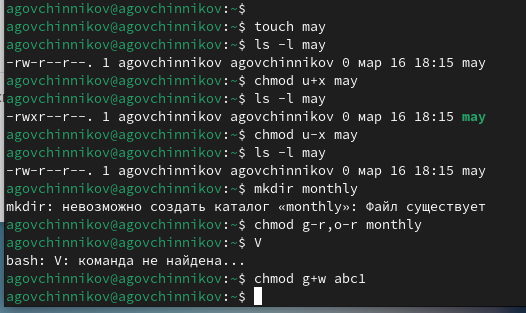 agovchinnikov@agovchinnikov:~$
agovchinnikov@agovchinnikov:~$ touch may
agovchinnikov@agovchinnikov:~$ ls -l may
-rw-r--r--. 1 agovchinnikov agovchinnikov 0 мар 16 18:15 may
agovchinnikov@agovchinnikov:~$ chmod u+x may
agovchinnikov@agovchinnikov:~$ ls -l may
-rwxr--r--. 1 agovchinnikov agovchinnikov 0 мар 16 18:15 may
agovchinnikov@agovchinnikov:~$ chmod u-x may
agovchinnikov@agovchinnikov:~$ ls -l may
-rw-r--r--. 1 agovchinnikov agovchinnikov 0 мар 16 18:15 may
agovchinnikov@agovchinnikov:~$ mkdir monthly
mkdir: невозможно создать каталог «monthly»: Файл существует
agovchinnikov@agovchinnikov:~$ chmod g-r,o-r monthly
agovchinnikov@agovchinnikov:~$ V
bash: V: команда не найдена...
agovchinnikov@agovchinnikov:~$ chmod g+w abc1
agovchinnikov@agovchinnikov:~$